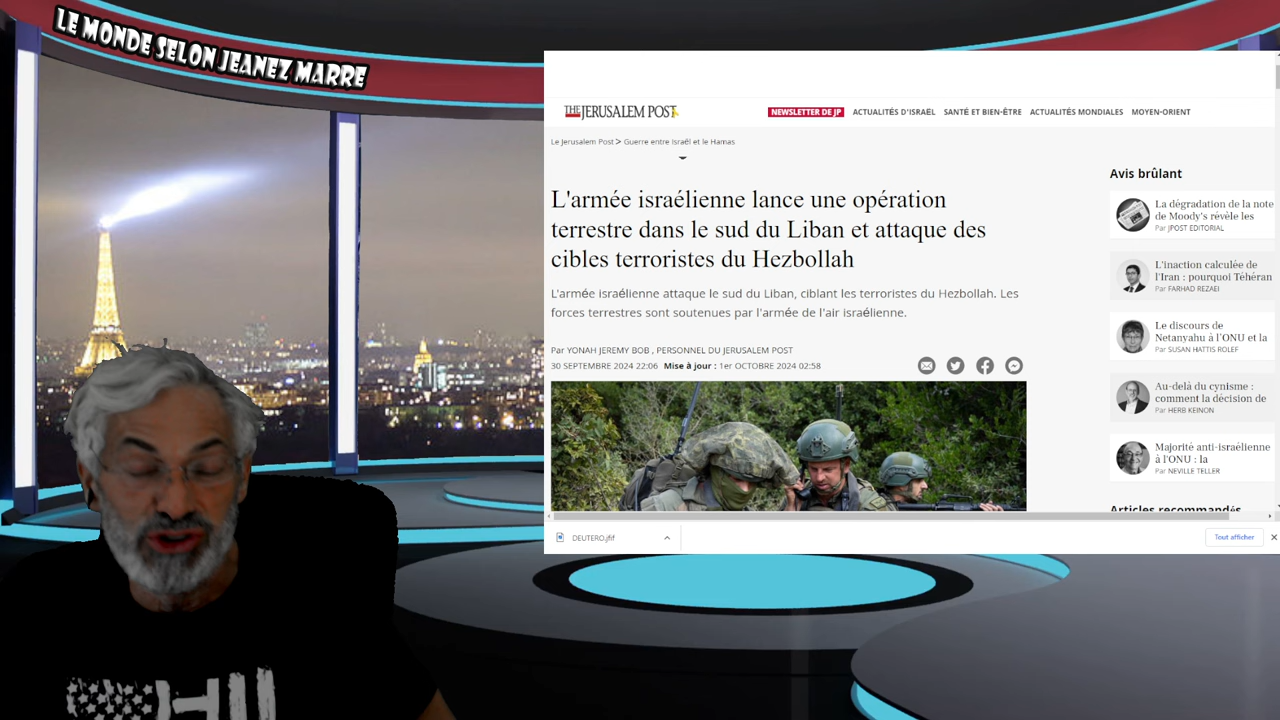 LE MONDE SELON JEANEZ MARRE
THE JERUSALEM POST
NEWSLETTER DE JP ACTUALITÉS D'ISRAËL SANTÉ ET BIEN-ÊTRE ACTUALITÉS MONDIALES MOYEN-ORIENT
Le Jerusalem Post > Guerre entre Israël et le Hamas
L'armée israélienne lance une opération
terrestre dans le sud du Liban et attaque des
cibles terroristes du Hezbollah
L'armée israélienne attaque le sud du Liban, ciblant les terroristes du Hezbollah. Les
forces terrestres sont soutenues par l'armée de l'air israélienne.
Par YONAH JEREMY BOB , PERSONNEL DU JERUSALEM POST
30 SEPTEMBRE 2024 22:06 Mise à jour : 1er OCTOBRE 2024 02:58
Avis brûlant
La dégradation de la note
de Moody's révèle les
Par JPOST EDITORIAL
L'inaction calculée de
l'Iran : pourquoi Téhéran
Par FARHAD REZAEI
Le discours de
Netanyahu à l'ONU et la
Par SUSAN HATTIS ROLEF
Au-delà du cynisme :
comment la décision de
Par HERB KEINON
Majorité anti-israélienne
à l'ONU : la
Par NEVILLE TELLER
Articles recommandés
DEUTERO.jfif
Tout afficher